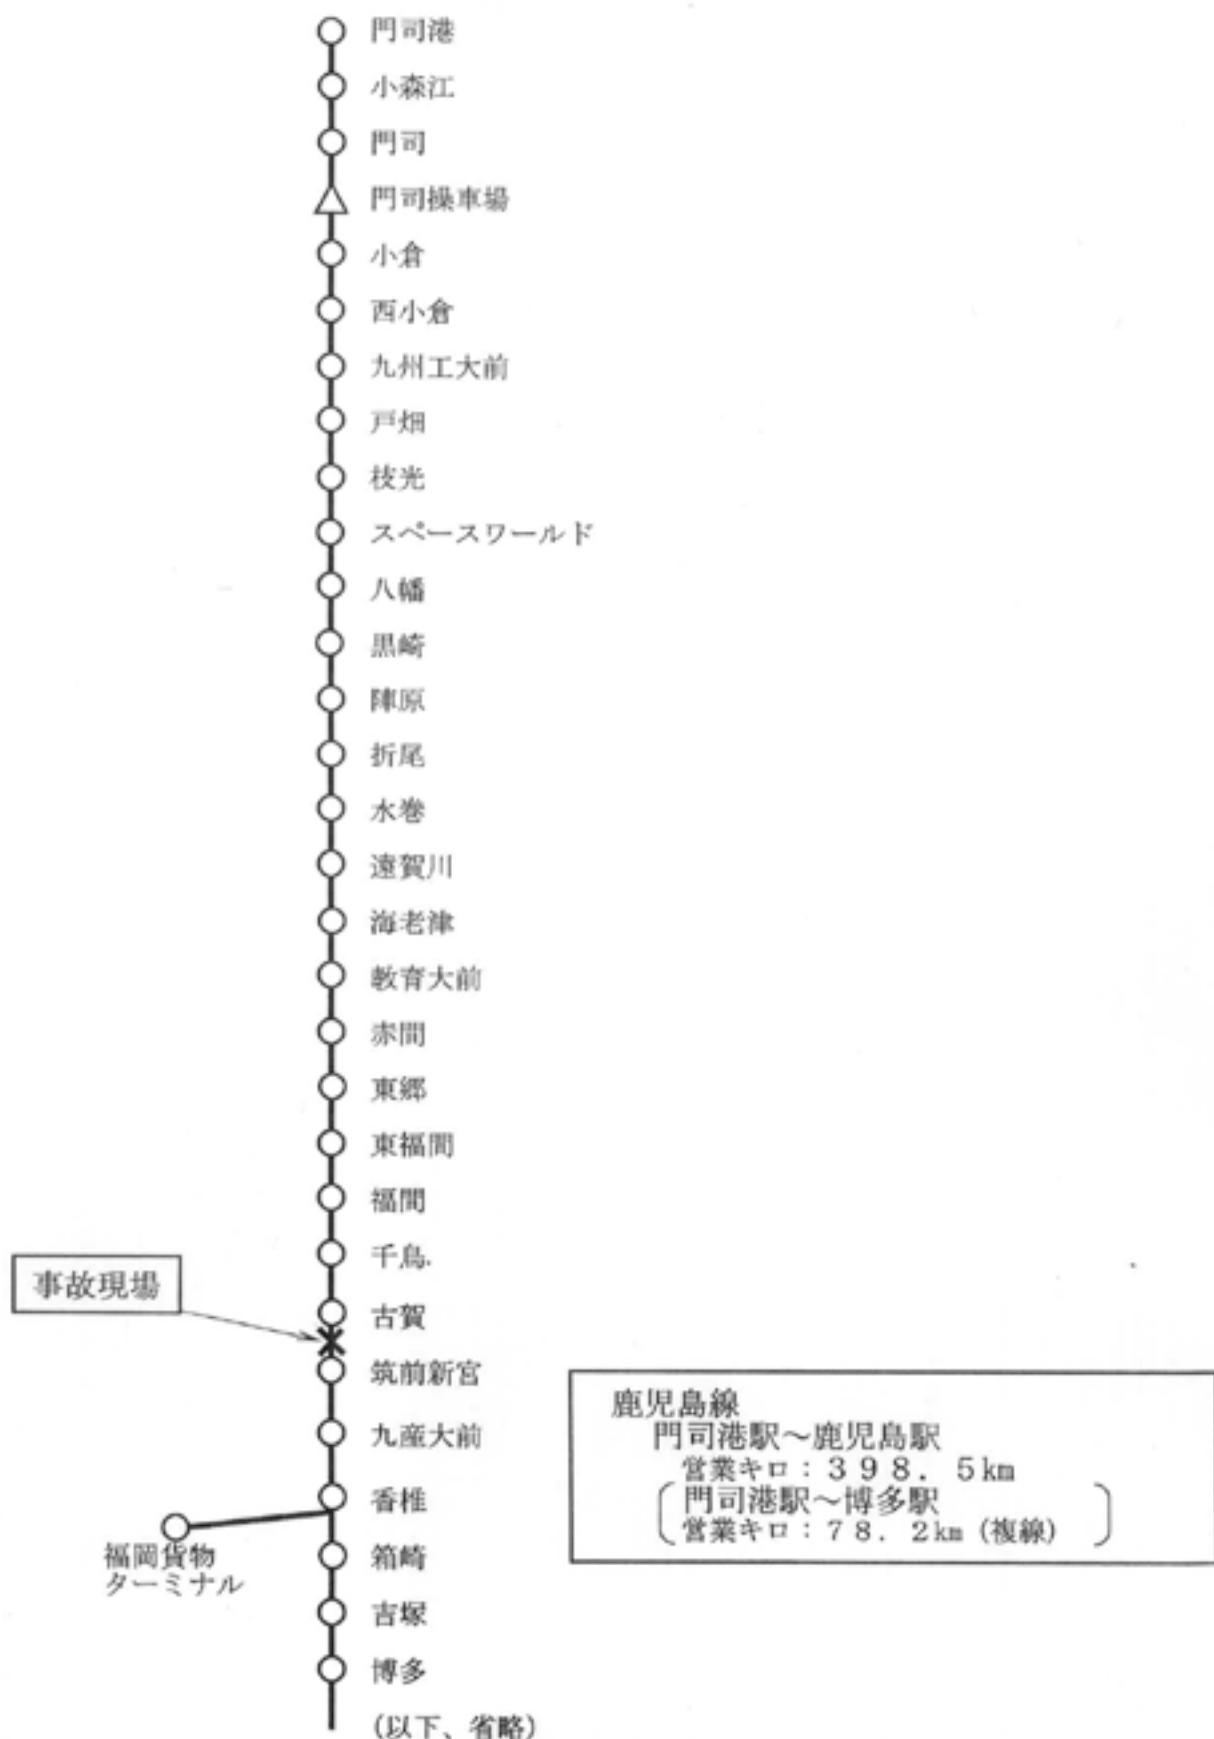 門司港
小森江
門司
門司操車場
小倉
西小倉
九州工大前
戸畑
枝光
スペースワールド
八幡
黒崎
陣原
折尾
水巻
遠賀川
海老津
教育大前
赤間
東郷
東福間
福間
千鳥
事故現場
古賀
筑前新宮
九産大前
香椎
福岡貨物
ターミナル
箱崎
吉塚
博多
(以下、省略)
鹿児島線
門司港駅～鹿児島駅
営業キロ：３９８．５km
門司港駅～博多駅
営業キロ：７８．２km (複線)